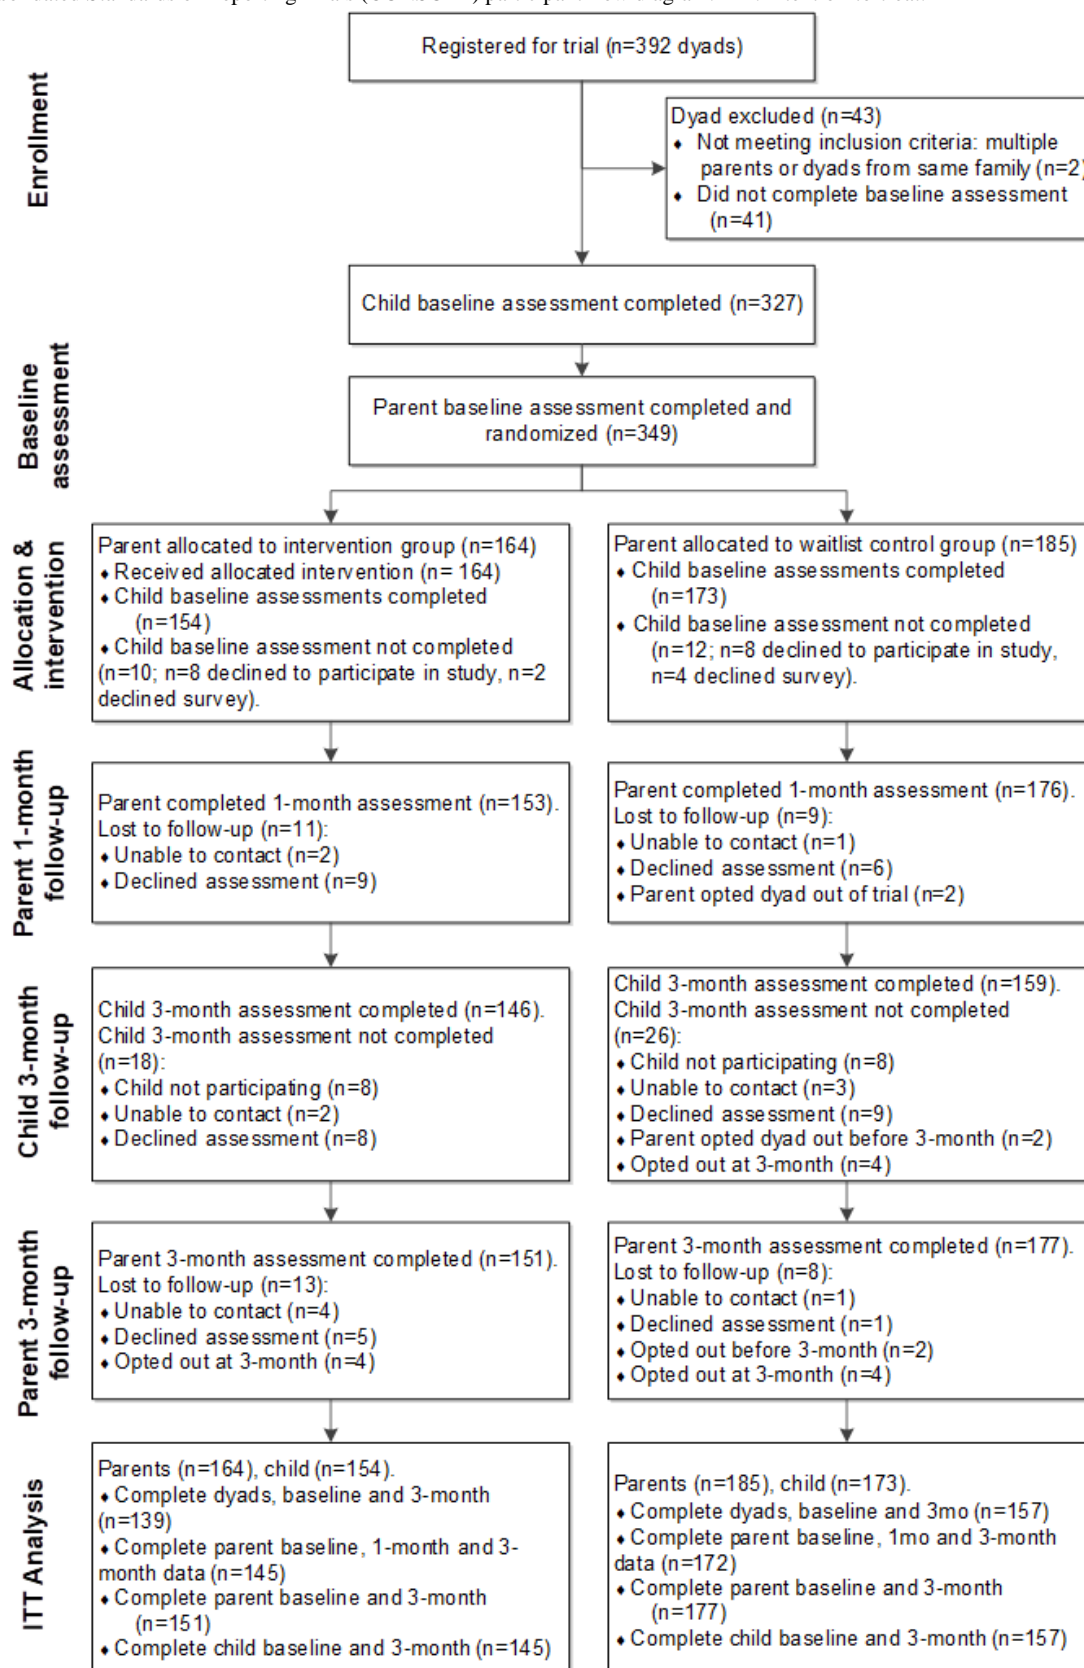 Registered for trial (n=392 dyads)
Enrollment
Dyad excluded (n=43)
♦ Not meeting inclusion criteria: multiple
parents or dyads from same family (n=2)
♦ Did not complete baseline assessment
(n=41)
Child baseline assessment completed (n=327)
Baseline
assessment
Parent baseline assessment completed and
randomized (n=349)
Allocation &
intervention
Parent allocated to intervention group (n=164)
♦ Received allocated intervention (n= 164)
♦ Child baseline assessments completed
(n=154)
♦ Child baseline assessment not completed
(n=10; n=8 declined to participate in study, n=2
declined survey).
Parent allocated to waitlist control group (n=185)
♦ Child baseline assessments completed
(n=173)
♦ Child baseline assessment not completed
(n=12; n=8 declined to participate in study,
n=4 declined survey).
Parent 1-month
follow-up
Parent completed 1-month assessment (n=153).
Lost to follow-up (n=11):
♦ Unable to contact (n=2)
♦ Declined assessment (n=9)
Parent completed 1-month assessment (n=176).
Lost to follow-up (n=9):
♦ Unable to contact (n=1)
♦ Declined assessment (n=6)
♦ Parent opted dyad out of trial (n=2)
Child 3-month
follow-up
Child 3-month assessment completed (n=146).
Child 3-month assessment not completed
(n=18):
♦ Child not participating (n=8)
♦ Unable to contact (n=2)
♦ Declined assessment (n=8)
Child 3-month assessment completed (n=159).
Child 3-month assessment not completed
(n=26):
♦ Child not participating (n=8)
♦ Unable to contact (n=3)
♦ Declined assessment (n=9)
♦ Parent opted dyad out before 3-month (n=2)
♦ Opted out at 3-month (n=4)
Parent 3-month
follow-up
Parent 3-month assessment completed (n=151).
Lost to follow-up (n=13):
♦ Unable to contact (n=4)
♦ Declined assessment (n=5)
♦ Opted out at 3-month (n=4)
Parent 3-month assessment completed (n=177).
Lost to follow-up (n=8):
♦ Unable to contact (n=1)
♦ Declined assessment (n=1)
♦ Opted out before 3-month (n=2)
♦ Opted out at 3-month (n=4)
ITT Analysis
Parents (n=164), child (n=154).
♦ Complete dyads, baseline and 3-month
(n=139)
♦ Complete parent baseline, 1-month and 3-
month data (n=145)
♦ Complete parent baseline and 3-month
(n=151)
♦ Complete child baseline and 3-month (n=145)
Parents (n=185), child (n=173).
♦ Complete dyads, baseline and 3mo (n=157)
♦ Complete parent baseline, 1mo and 3-month
data (n=172)
♦ Complete parent baseline and 3-month
(n=177)
♦ Complete child baseline and 3-month (n=157)